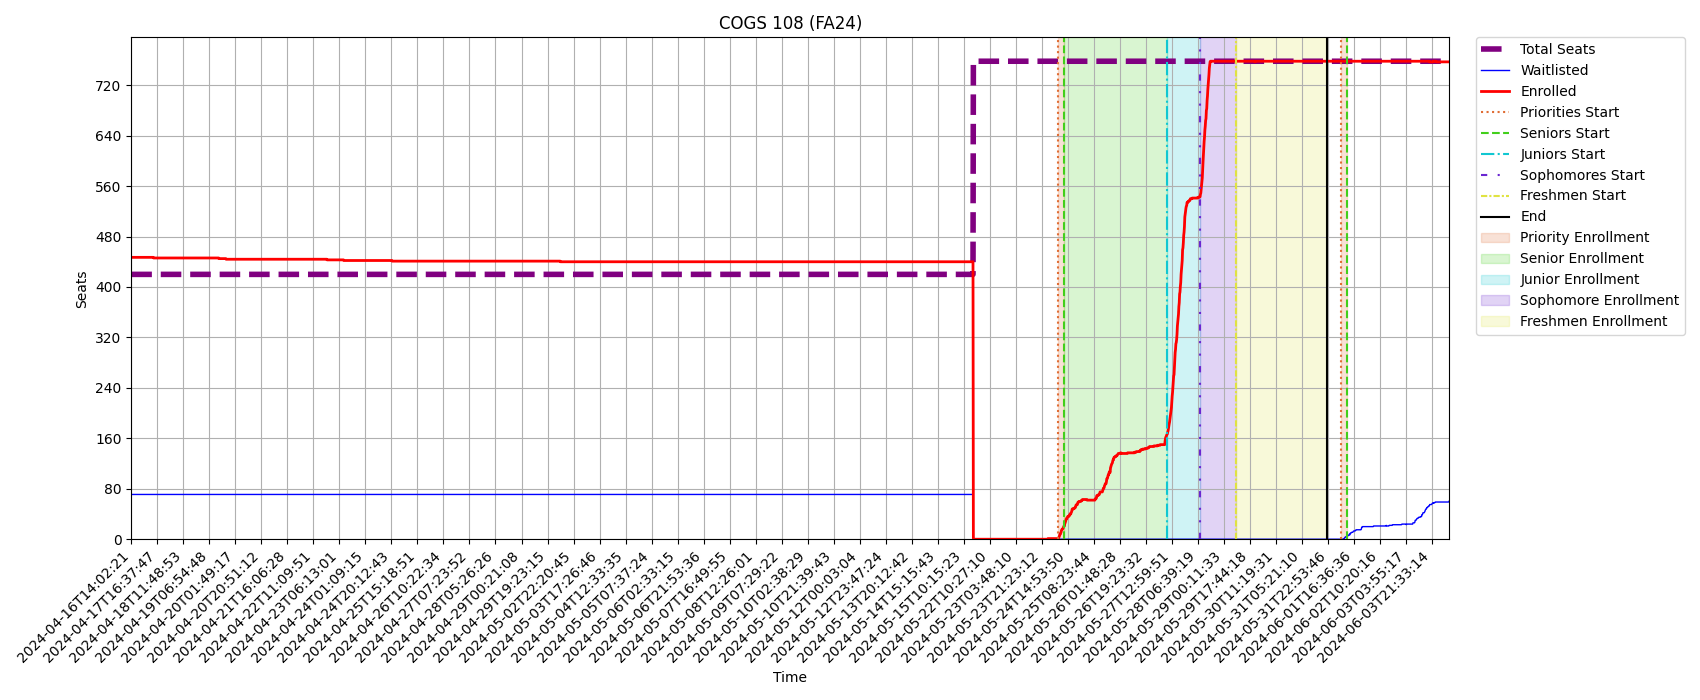 COGS 108 (FA24)
Total Seats
Waitlisted
Enrolled
Priorities Start
Seniors Start
Juniors Start
Sophomores Start
Freshmen Start
End
Priority Enrollment
Senior Enrollment
Junior Enrollment
Sophomore Enrollment
Freshmen Enrollment
Seats
720
640
560
480
400
320
240
160
80
0
2024-04-16T14:02:21
2024-04-17T16:37:47
2024-04-18T11:48:53
2024-04-19T06:54:48
2024-04-20T01:49:17
2024-04-20T20:51:12
2024-04-21T16:06:28
2024-04-22T11:09:51
2024-04-23T06:13:01
2024-04-24T01:09:15
2024-04-24T20:12:43
2024-04-25T15:18:51
2024-04-26T10:22:34
2024-04-27T07:23:52
2024-04-28T05:26:26
2024-04-29T00:21:08
2024-04-29T19:23:15
2024-05-02T22:20:45
2024-05-03T17:26:46
2024-05-04T12:33:35
2024-05-05T07:37:24
2024-05-06T02:33:15
2024-05-06T21:53:36
2024-05-07T16:49:55
2024-05-08T12:26:01
2024-05-09T07:29:22
2024-05-10T02:38:29
2024-05-10T21:39:43
2024-05-12T00:03:04
2024-05-12T23:47:24
2024-05-13T20:12:42
2024-05-14T15:15:43
2024-05-15T10:15:23
2024-05-22T10:27:10
2024-05-23T03:48:10
2024-05-23T21:23:12
2024-05-24T14:53:50
2024-05-25T08:23:44
2024-05-26T01:48:28
2024-05-26T19:23:32
2024-05-27T12:59:51
2024-05-28T06:39:19
2024-05-29T00:11:33
2024-05-29T17:44:18
2024-05-30T11:19:31
2024-05-31T05:21:10
2024-05-31T22:53:46
2024-06-01T16:36:36
2024-06-02T10:20:16
2024-06-03T03:55:17
2024-06-03T21:33:14
Time